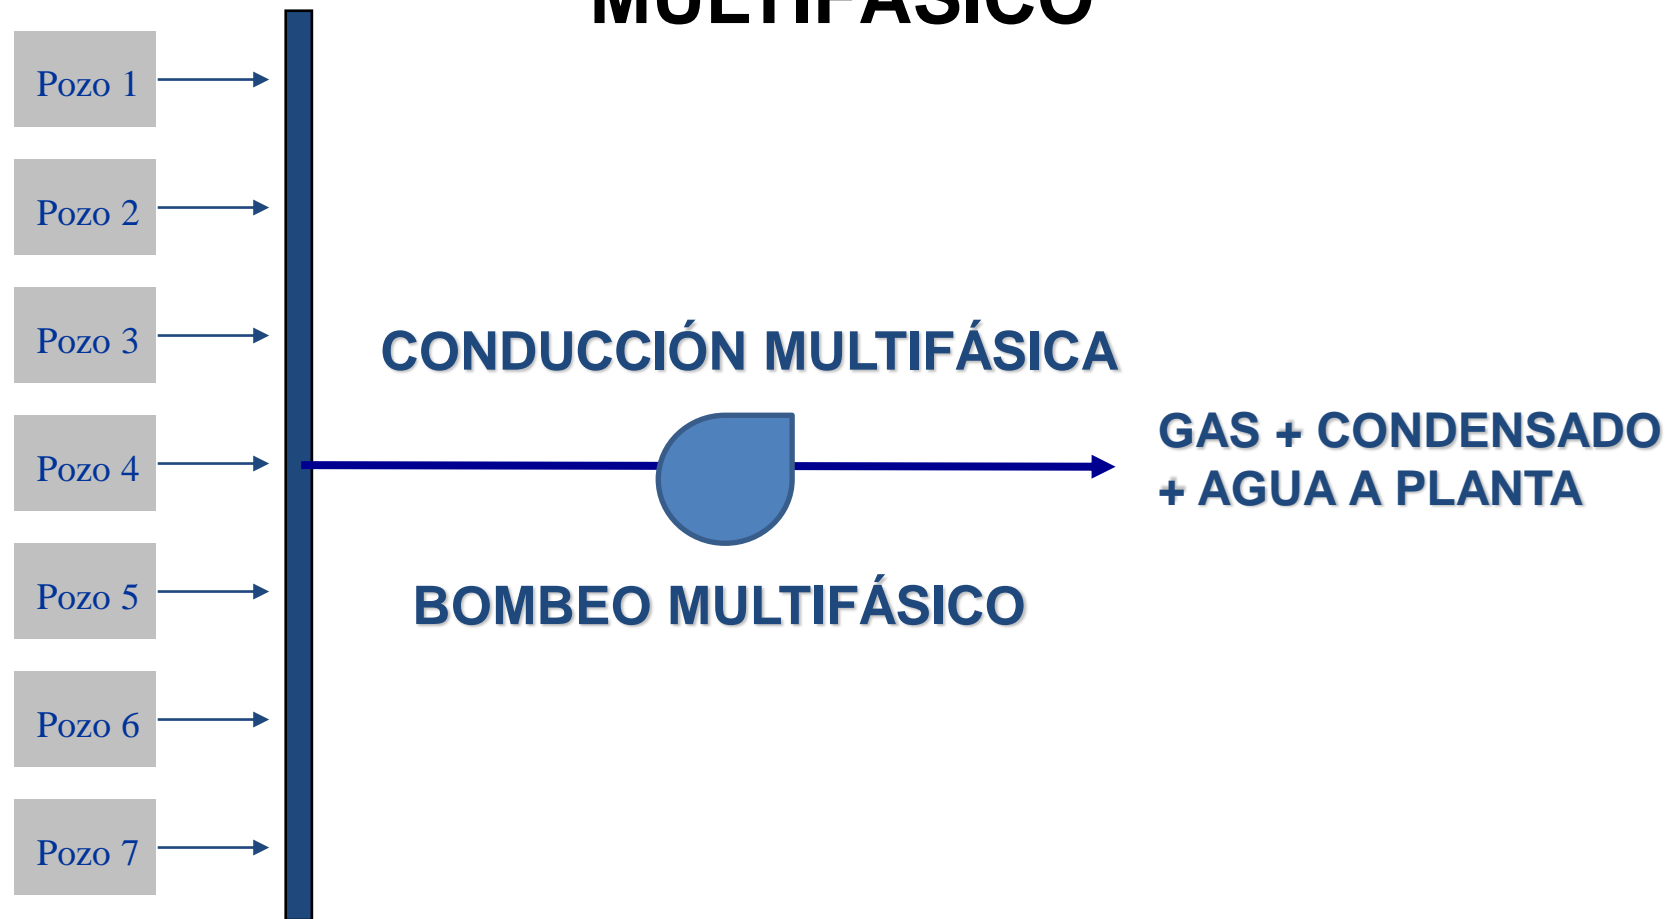 MULTIFÁSICO
Pozo 1
Pozo 2
Pozo 3
CONDUCCIÓN MULTIFÁSICA
GAS + CONDENSADO
+ AGUA A PLANTA
Pozo 4
Pozo 5
BOMBEO MULTIFÁSICO
Pozo 6
Pozo 7